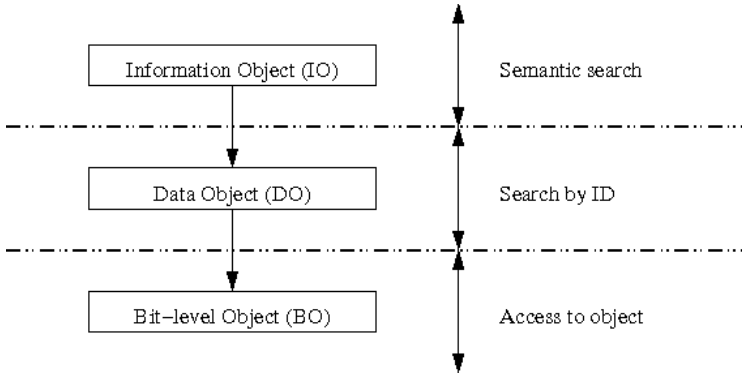 Information Object (IO)
Semantic search
Data Object (DO)
Search by ID
Bit-level Object (BO)
Access to object